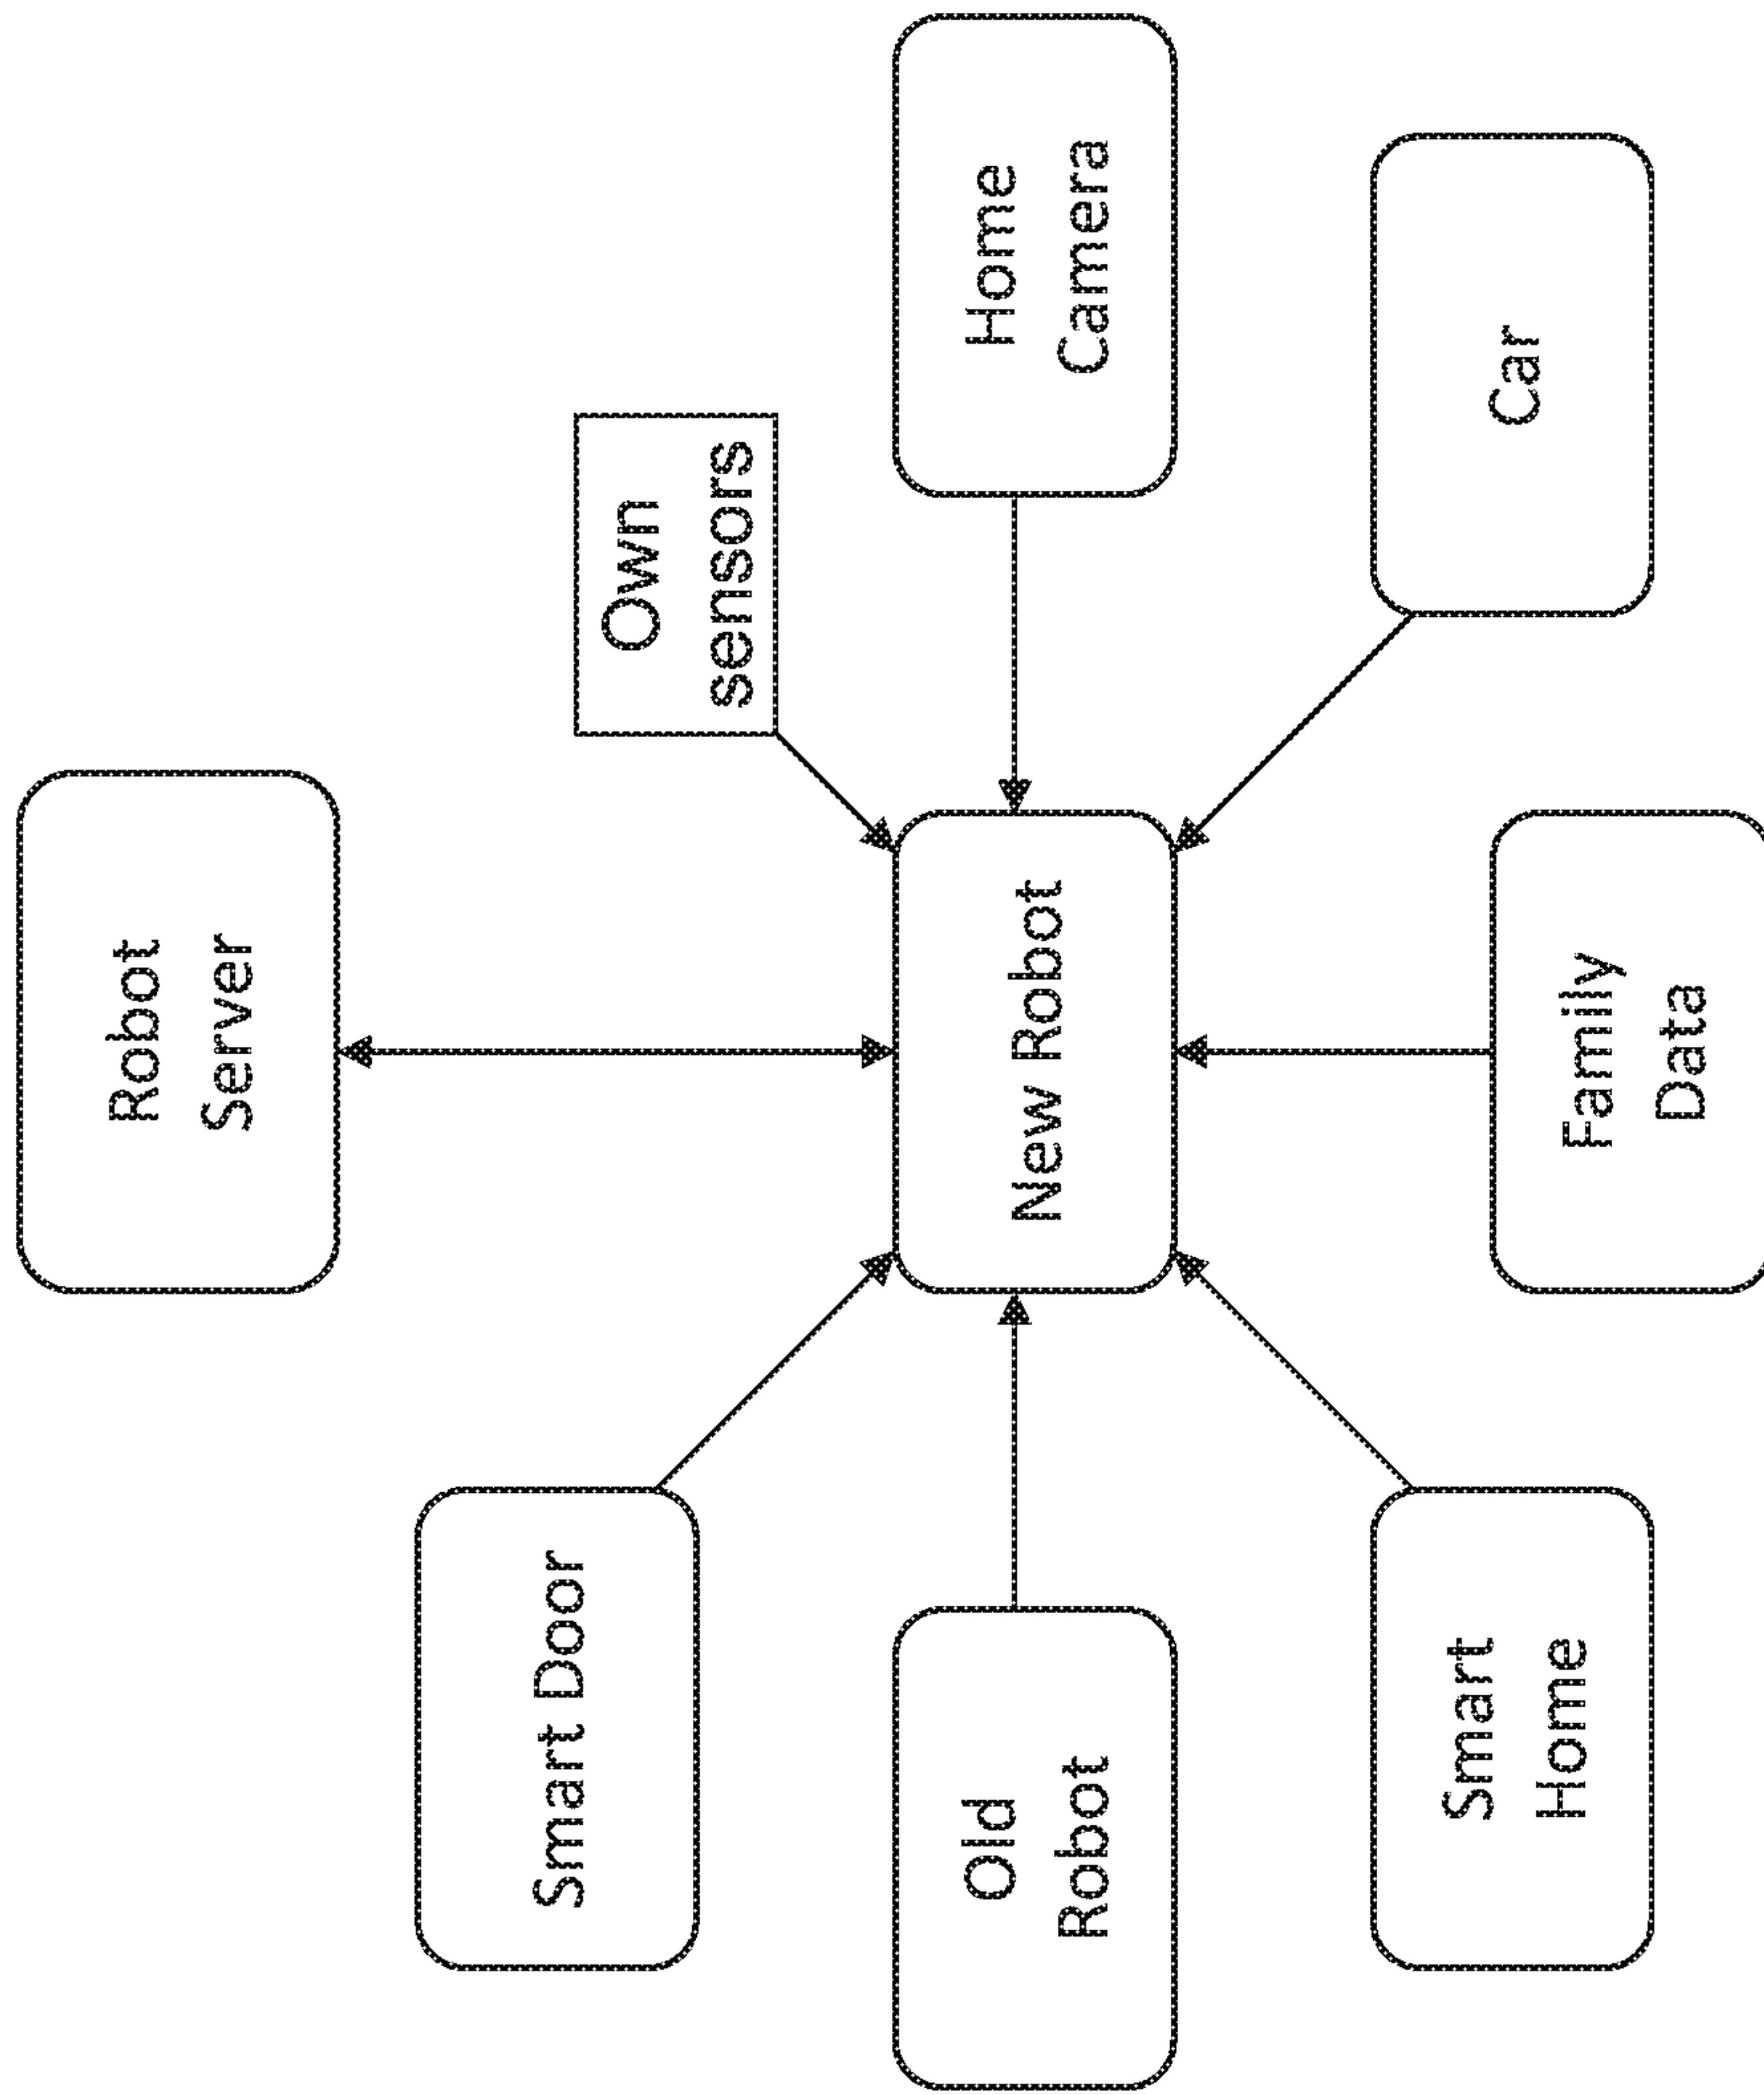 Robot
Server
Own
sensors
Smart Door
Home
Camera
New Robot
Old
Robot
Car
Smart
Home
Family
Data